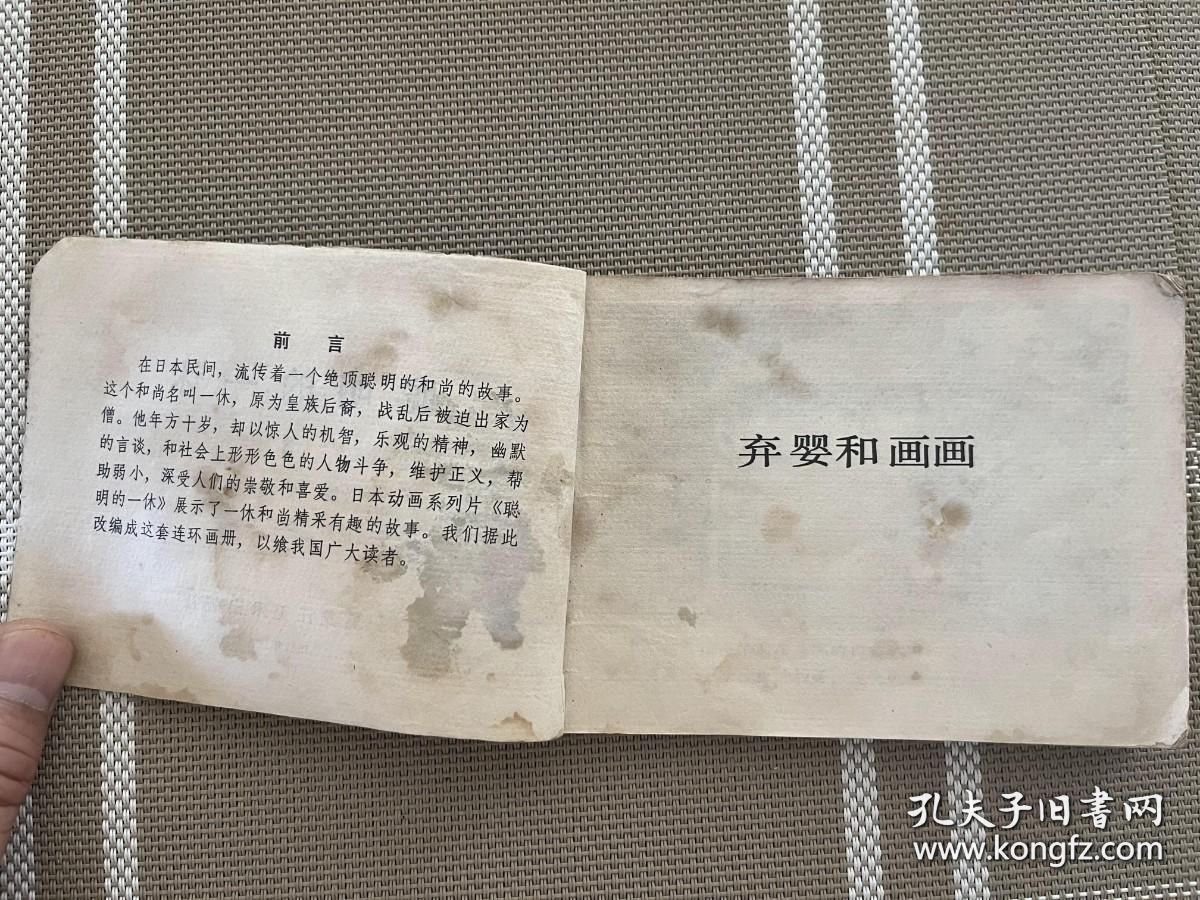 前 言
在日本民间，流传着一个绝顶聪明的和尚的故事。
这个和尚名叫一休，原为皇族后裔，战乱后被迫出家为
僧。他年方十岁，却以惊人的机智，乐观的精神，幽默
的言谈，和社会上形形色色的人物斗争，维护正义，帮
助弱小，深受人们的崇敬和喜爱。日本动画系列片《聪
明的一休》展示了一休和尚精采有趣的故事。我们据此
改编成这套连环画册，以飨我国广大读者。
弃婴和画画
孔夫子旧書网
www.kongfz.com